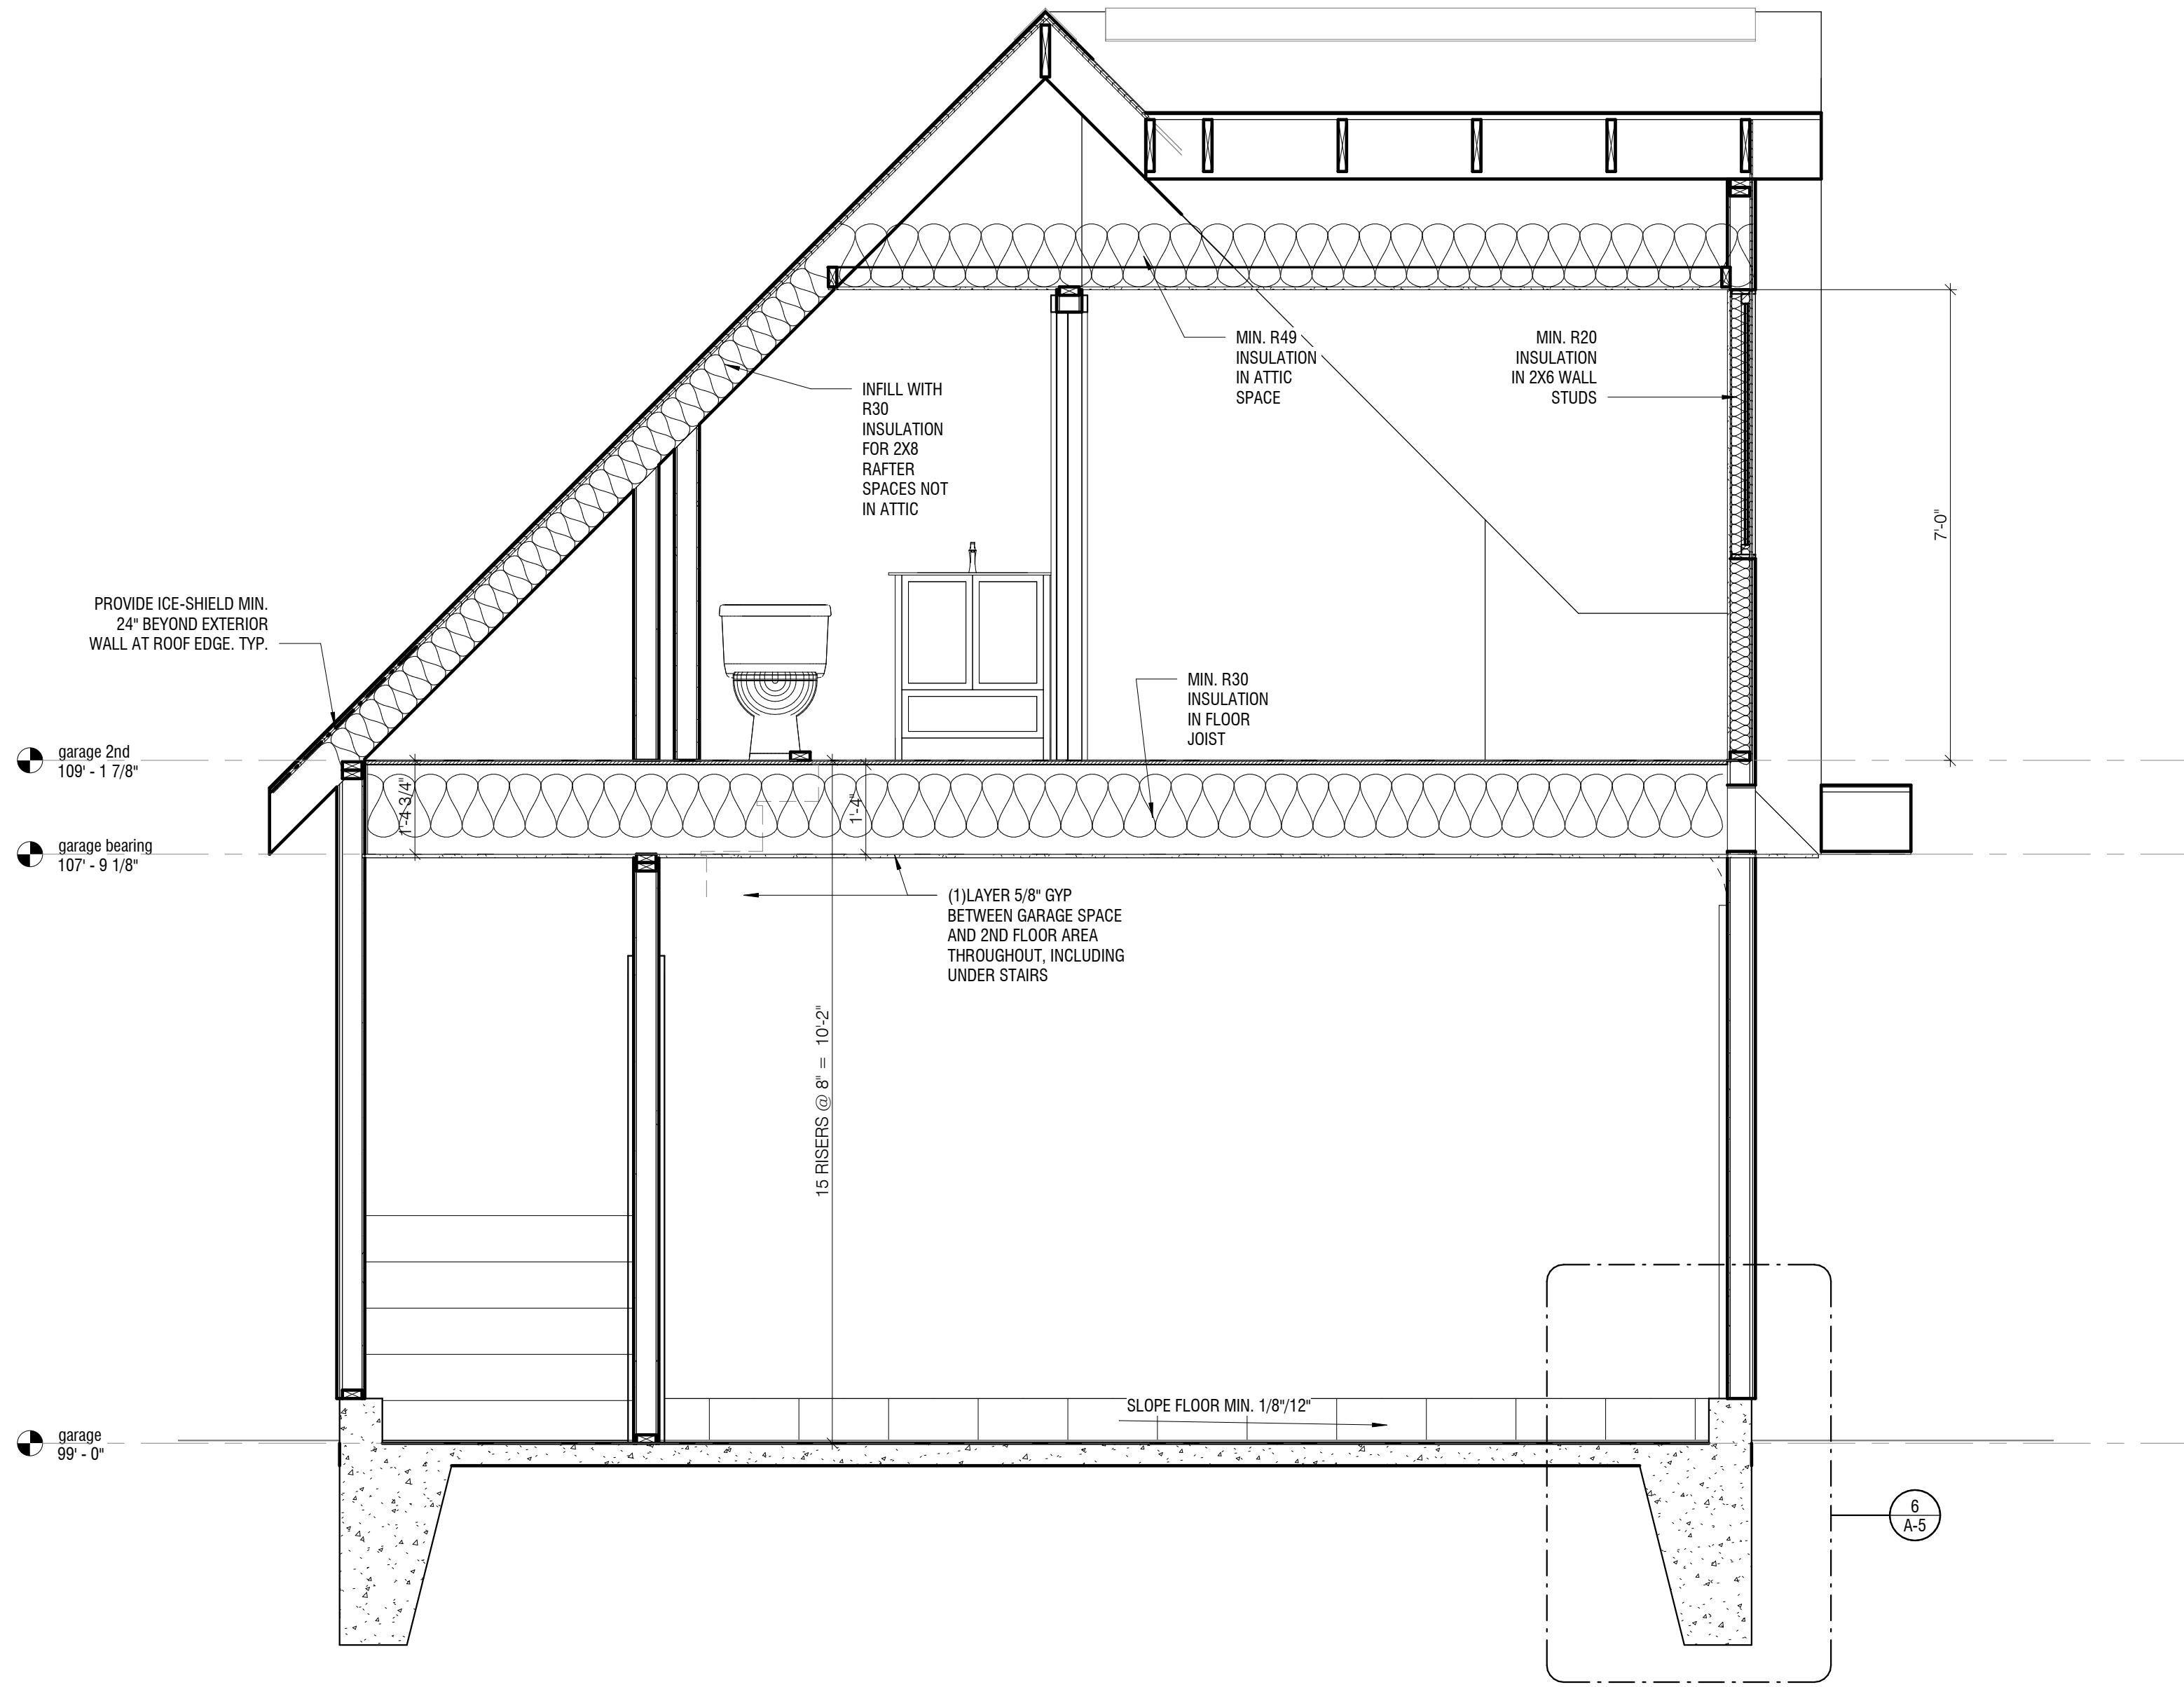 MIN. R49
INSULATION
IN ATTIC
SPACE
MIN. R20
INSULATION
IN 2X6 WALL
STUDS
INFILL WITH
R30
INSULATION
FOR 2X8
RAFTER
SPACES NOT
IN ATTIC
7'-0"
PROVIDE ICE-SHIELD MIN.
24" BEYOND EXTERIOR
WALL AT ROOF EDGE. TYP.
MIN. R30
INSULATION
IN FLOOR
JOIST
garage 2nd
109' - 1 7/8"
1'-4 3/4"
1'-4"
garage bearing
107' - 9 1/8"
(1)LAYER 5/8" GYP
BETWEEN GARAGE SPACE
AND 2ND FLOOR AREA
THROUGHOUT, INCLUDING
UNDER STAIRS
15 RISERS @ 8" = 10'-2"
SLOPE FLOOR MIN. 1/8"/12"
garage
99' - 0"
6
A-5